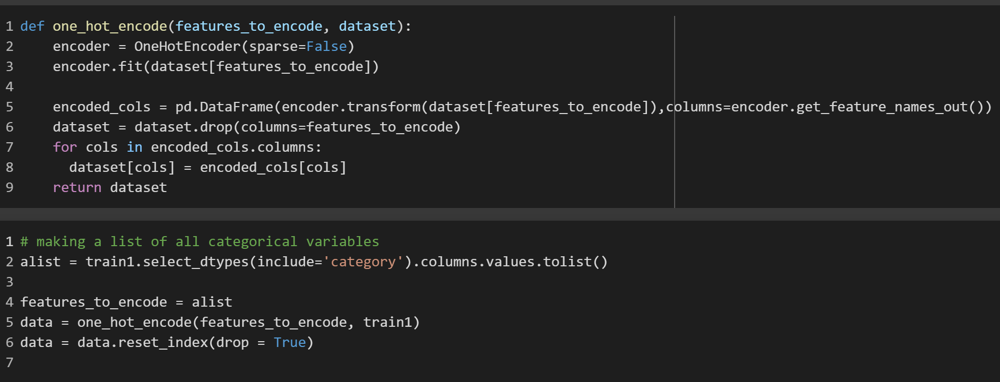 1 def one_hot_encode(features_to_encode, dataset):
2     encoder = OneHotEncoder(sparse=False)
3     encoder.fit(dataset[features_to_encode])
4
5     encoded_cols = pd.DataFrame(encoder.transform(dataset[features_to_encode]),columns=encoder.get_feature_names_out())
6     dataset = dataset.drop(columns=features_to_encode)
7     for cols in encoded_cols.columns:
8       dataset[cols] = encoded_cols[cols]
9     return dataset
1 # making a list of all categorical variables
2 alist = train1.select_dtypes(include='category').columns.values.tolist()
3
4 features_to_encode = alist
5 data = one_hot_encode(features_to_encode, train1)
6 data = data.reset_index(drop = True)
7